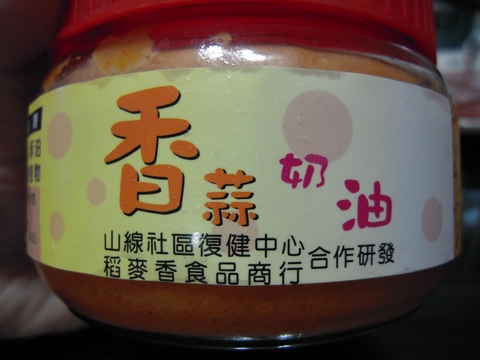 香蒜奶油
山線社區復健中心合作研發
稻麥香食品商行